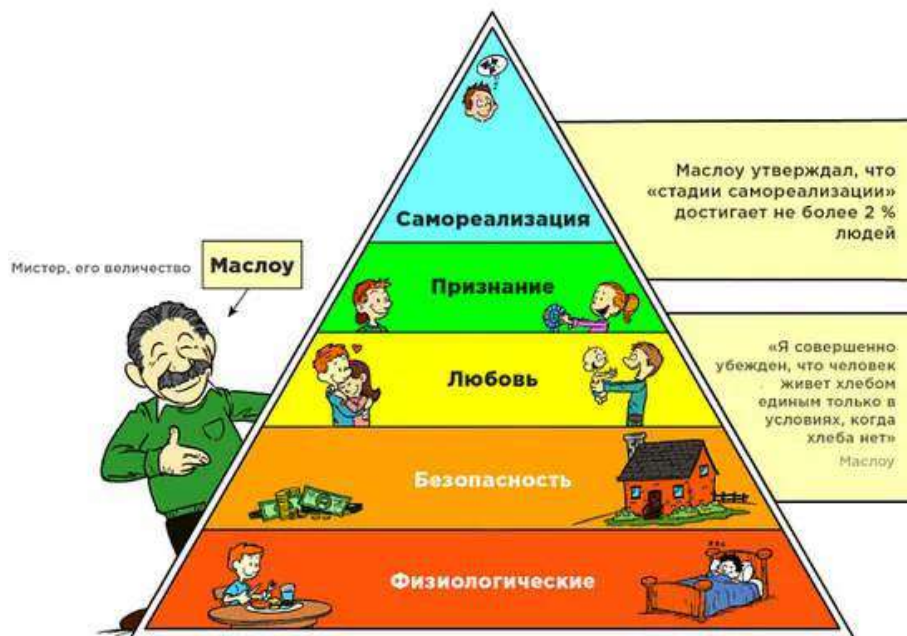 Маслоу утверждал, что
«стадии самореализации»
достигает не более 2 %
людей
Самореализация
Мистер, его величество
Маслоу
Признание
«Я совершенно
убежден, что человек
живет хлебом
единым только в
условиях, когда
хлеба нет»
Маслоу
Любовь
Безопасность
Физиологические